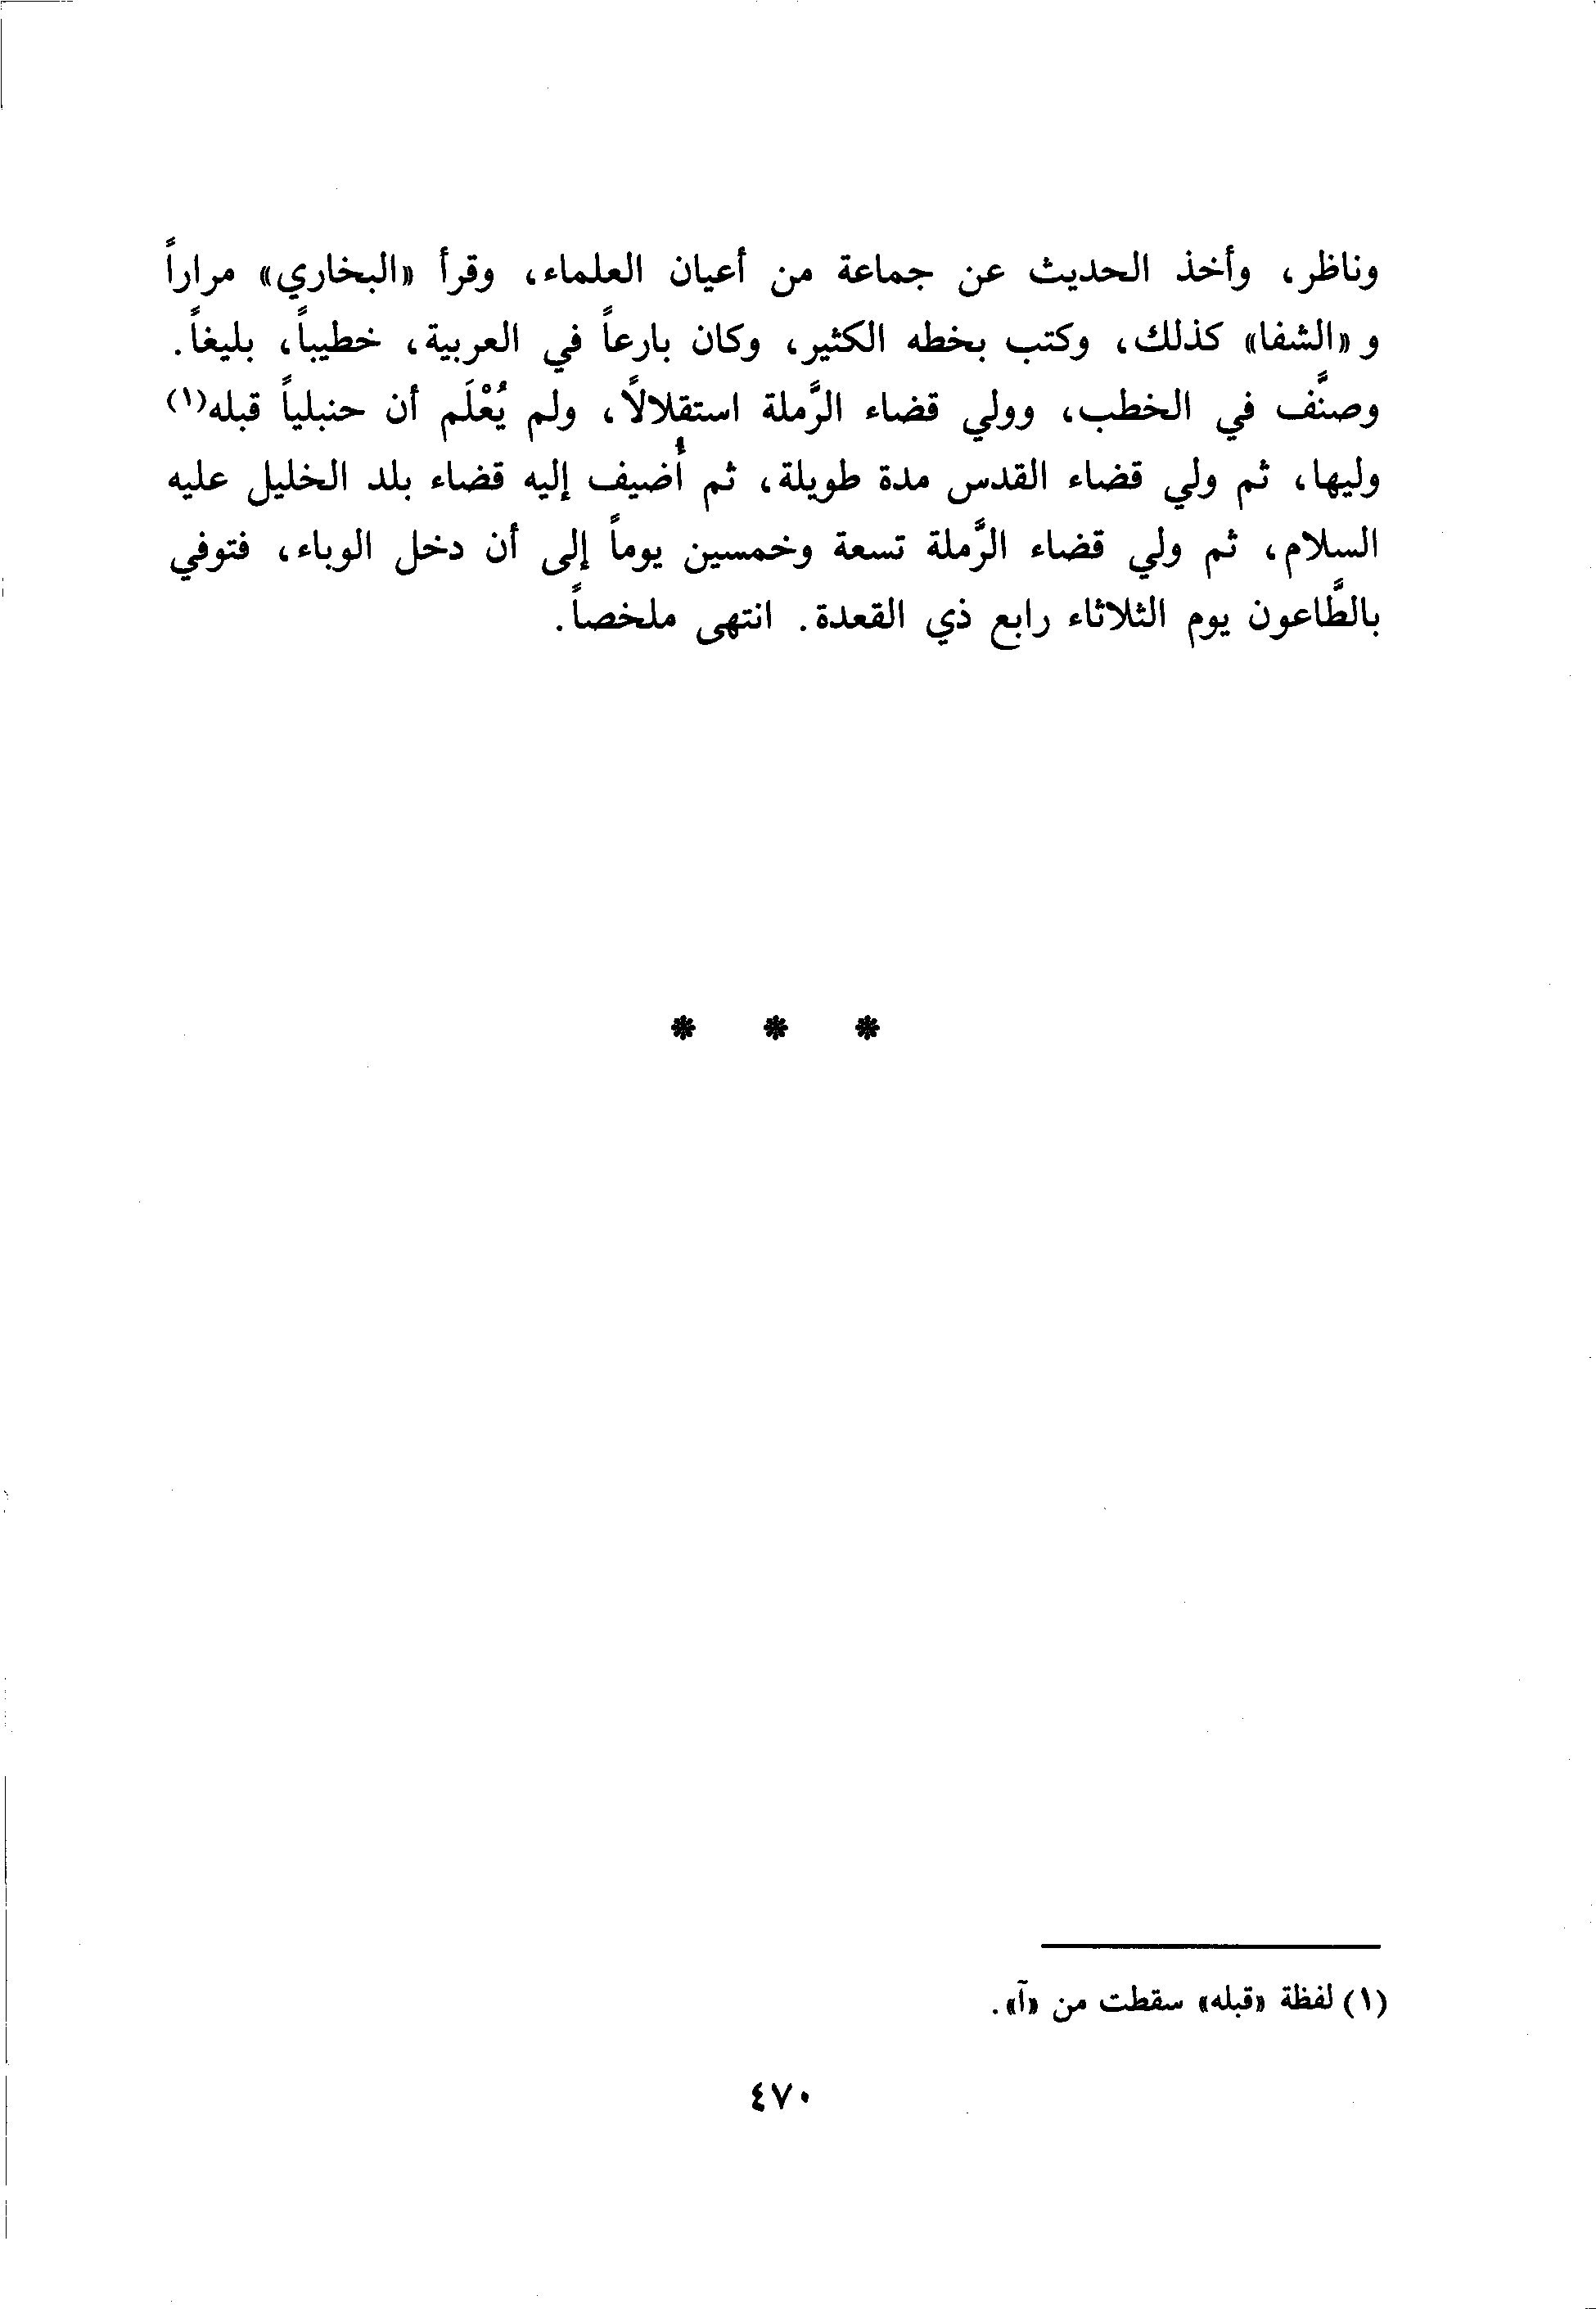 وناظر، وأخذ الحديث عن جماعة من أعيان العلماء، وقرأ «البخاري» مراراً
و «الشفا» كذلك، وكتب بخطه الكثير، وكان بارعاً في العربية، خطيباً، بليغاً.
وصنَّف في الخطب، وولي قضاء الرَّملة استقلالاً، ولم يُعْلَم أن حنبلياً قبله(١)
وليها، ثم ولي قضاء القدس مدة طويلة، ثم أُضيف إليه قضاء بلد الخليل عليه
السلام، ثم ولي قضاء الرَّملة تسعة وخمسين يوماً إلى أن دخل الوباء، فتوفي
بالطَّاعون يوم الثلاثاء رابع ذي القعدة. انتهى ملخصاً.
* * *
(١) لفظة «قبله» سقطت من «آ».
٤٧٠